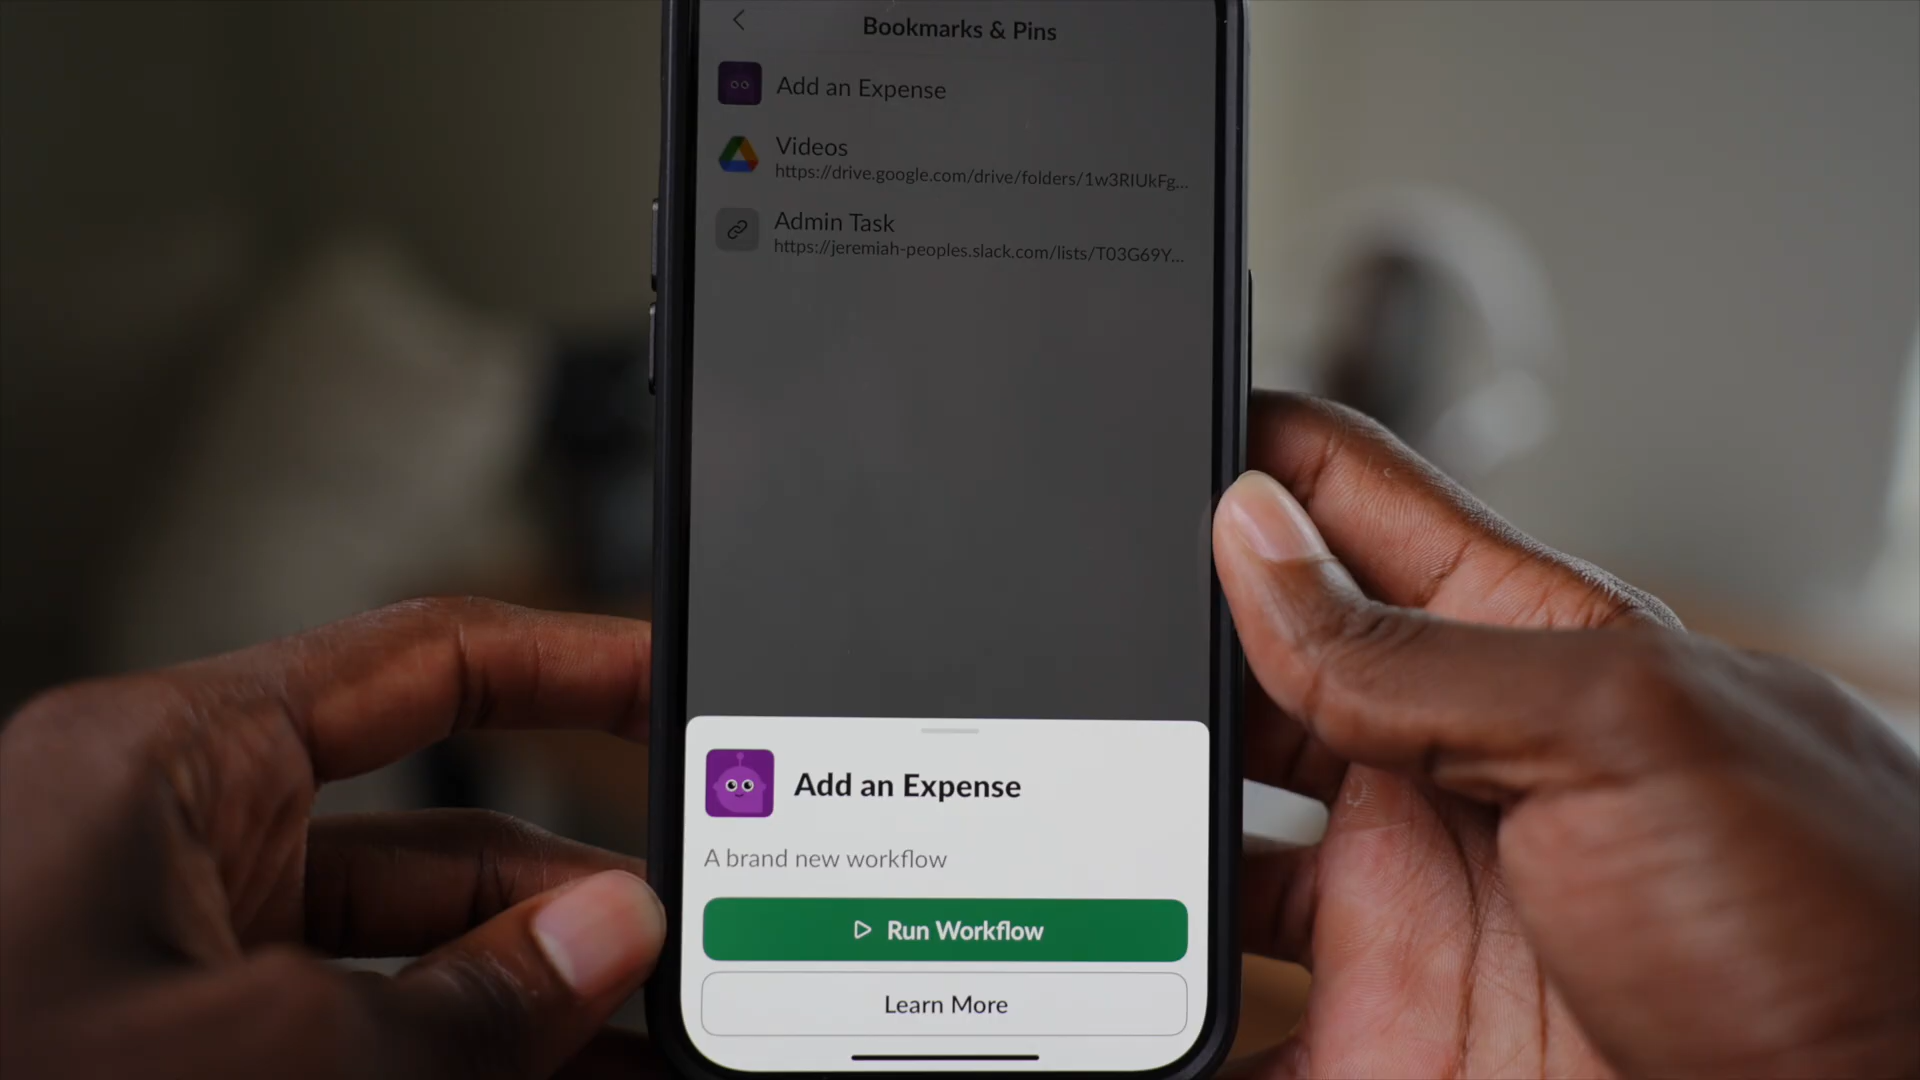 Bookmarks & Pins
Add an Expense
Videos
https://drive.google.com/drive/folders/1w3RIUkFg...
Admin Task
https://jeremiah-peoples.slack.com/lists/T03G69Y...
Add an Expense
A brand new workflow
Run Workflow
Learn More